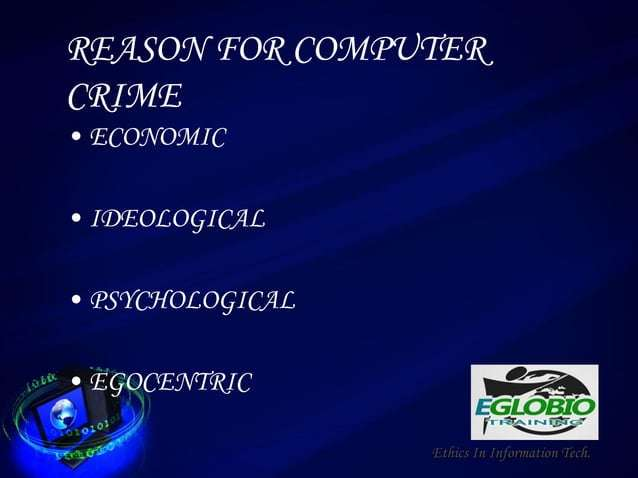 REASON FOR COMPUTER
CRIME
• ECONOMIC
• IDEOLOGICAL
• PSYCHOLOGICAL
• EGOCENTRIC
EGLOBIO
TRAINING
Ethics In Information Tech.